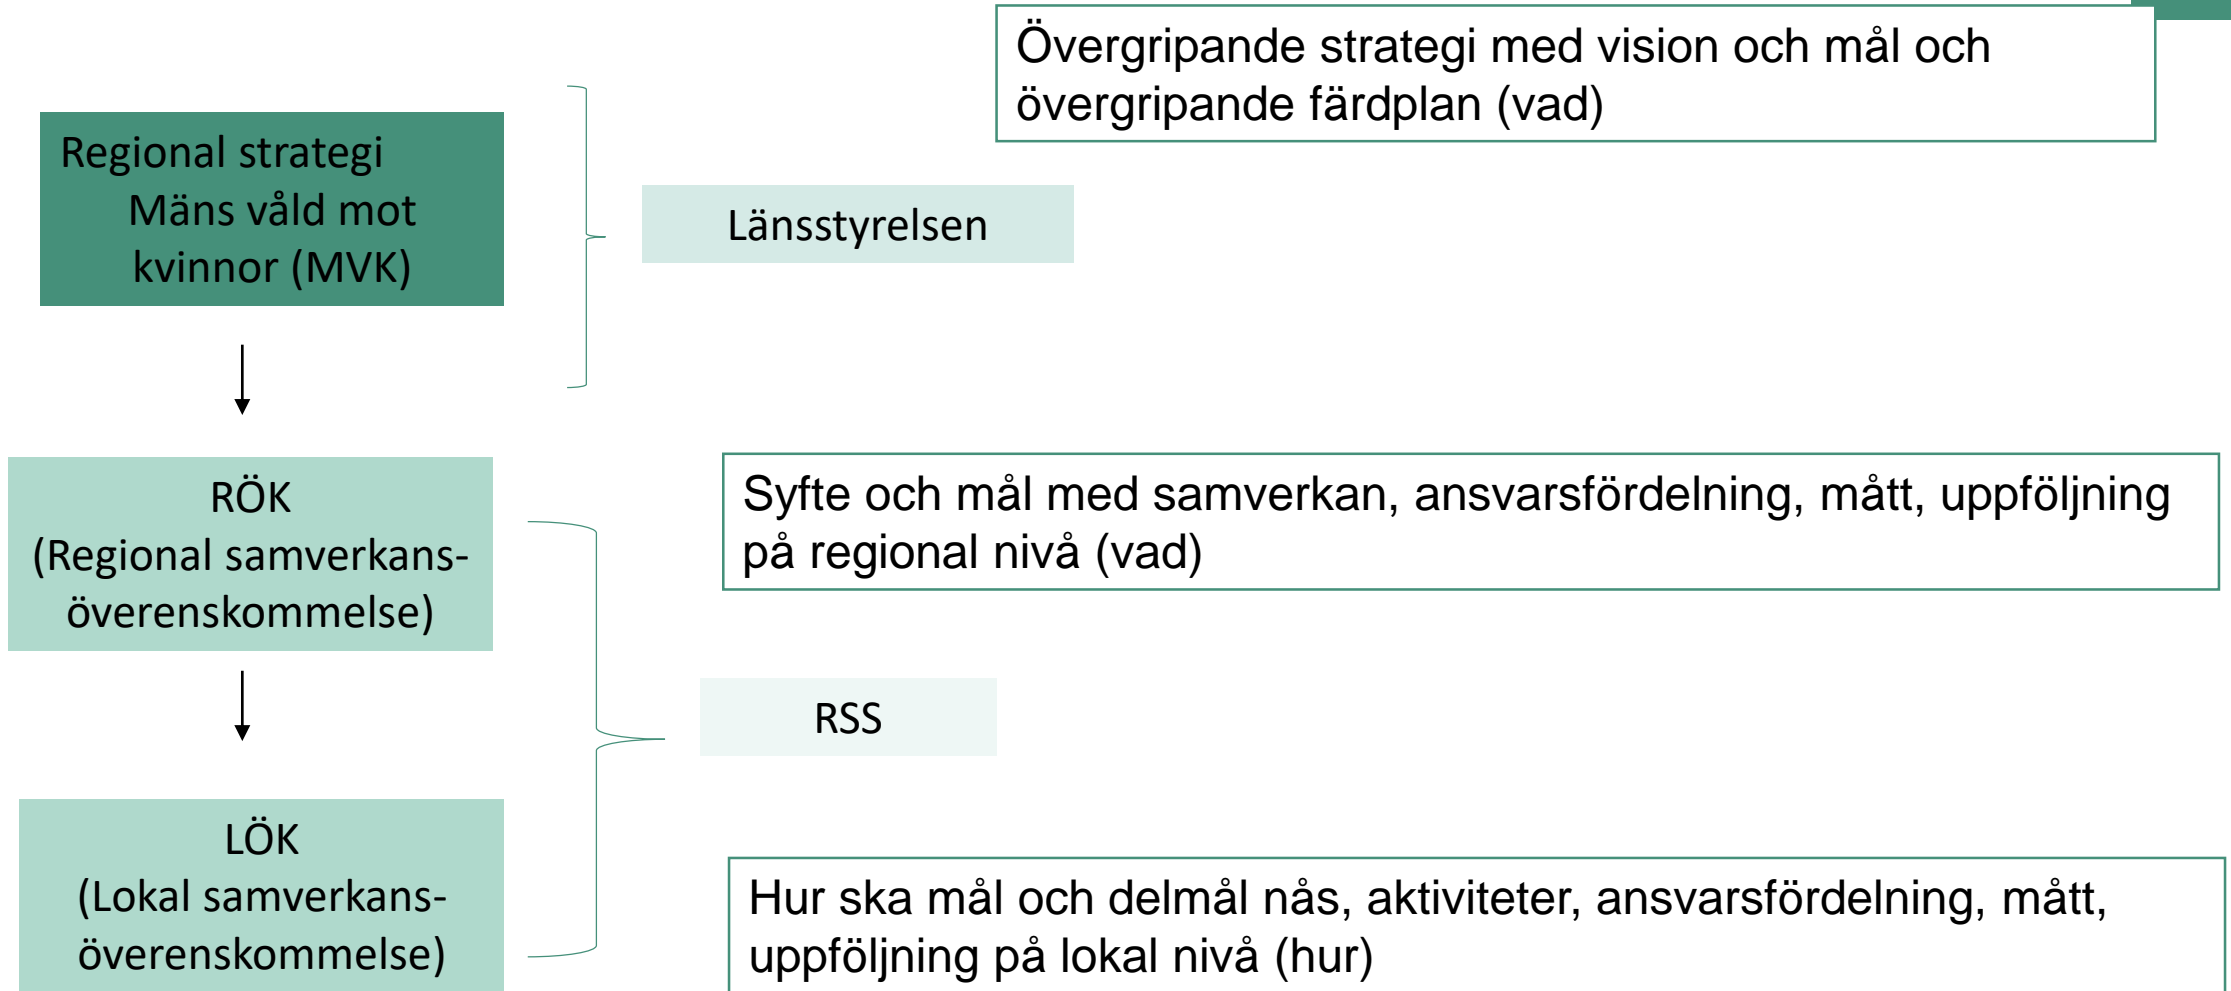 Övergripande strategi med vision och mål och
övergripande färdplan (vad)
Regional strategi
Mäns våld mot
kvinnor (MVK)
Länsstyrelsen
RÖK
(Regional samverkans-
överenskommelse)
Syfte och mål med samverkan, ansvarsfördelning, mått, uppföljning
på regional nivå (vad)
RSS
LÖK
(Lokal samverkans-
överenskommelse)
Hur ska mål och delmål nås, aktiviteter, ansvarsfördelning, mått,
uppföljning på lokal nivå (hur)